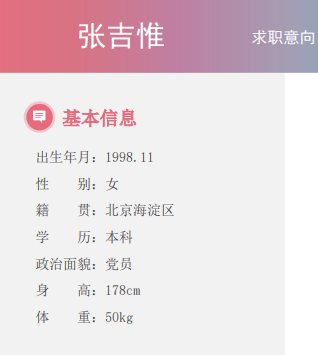 张吉惟
求职意向
基本信息
出生年月：1998.11
性　　别：女
籍　　贯：北京海淀区
学　　历：本科
政治面貌：党员
身　　高：178cm
体　　重：50kg